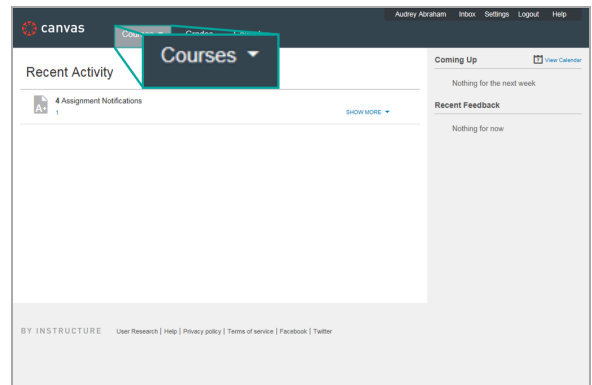 Audrey Abraham Inbox Settings Logout Help
canvas
Courses Grades
Courses
Recent Activity
4 Assignment Notifications
1
SHOW MORE
Coming Up View Calendar
Nothing for the next week
Recent Feedback
Nothing for now
BY INSTRUCTURE User Research | Help | Privacy policy | Terms of service | Facebook | Twitter